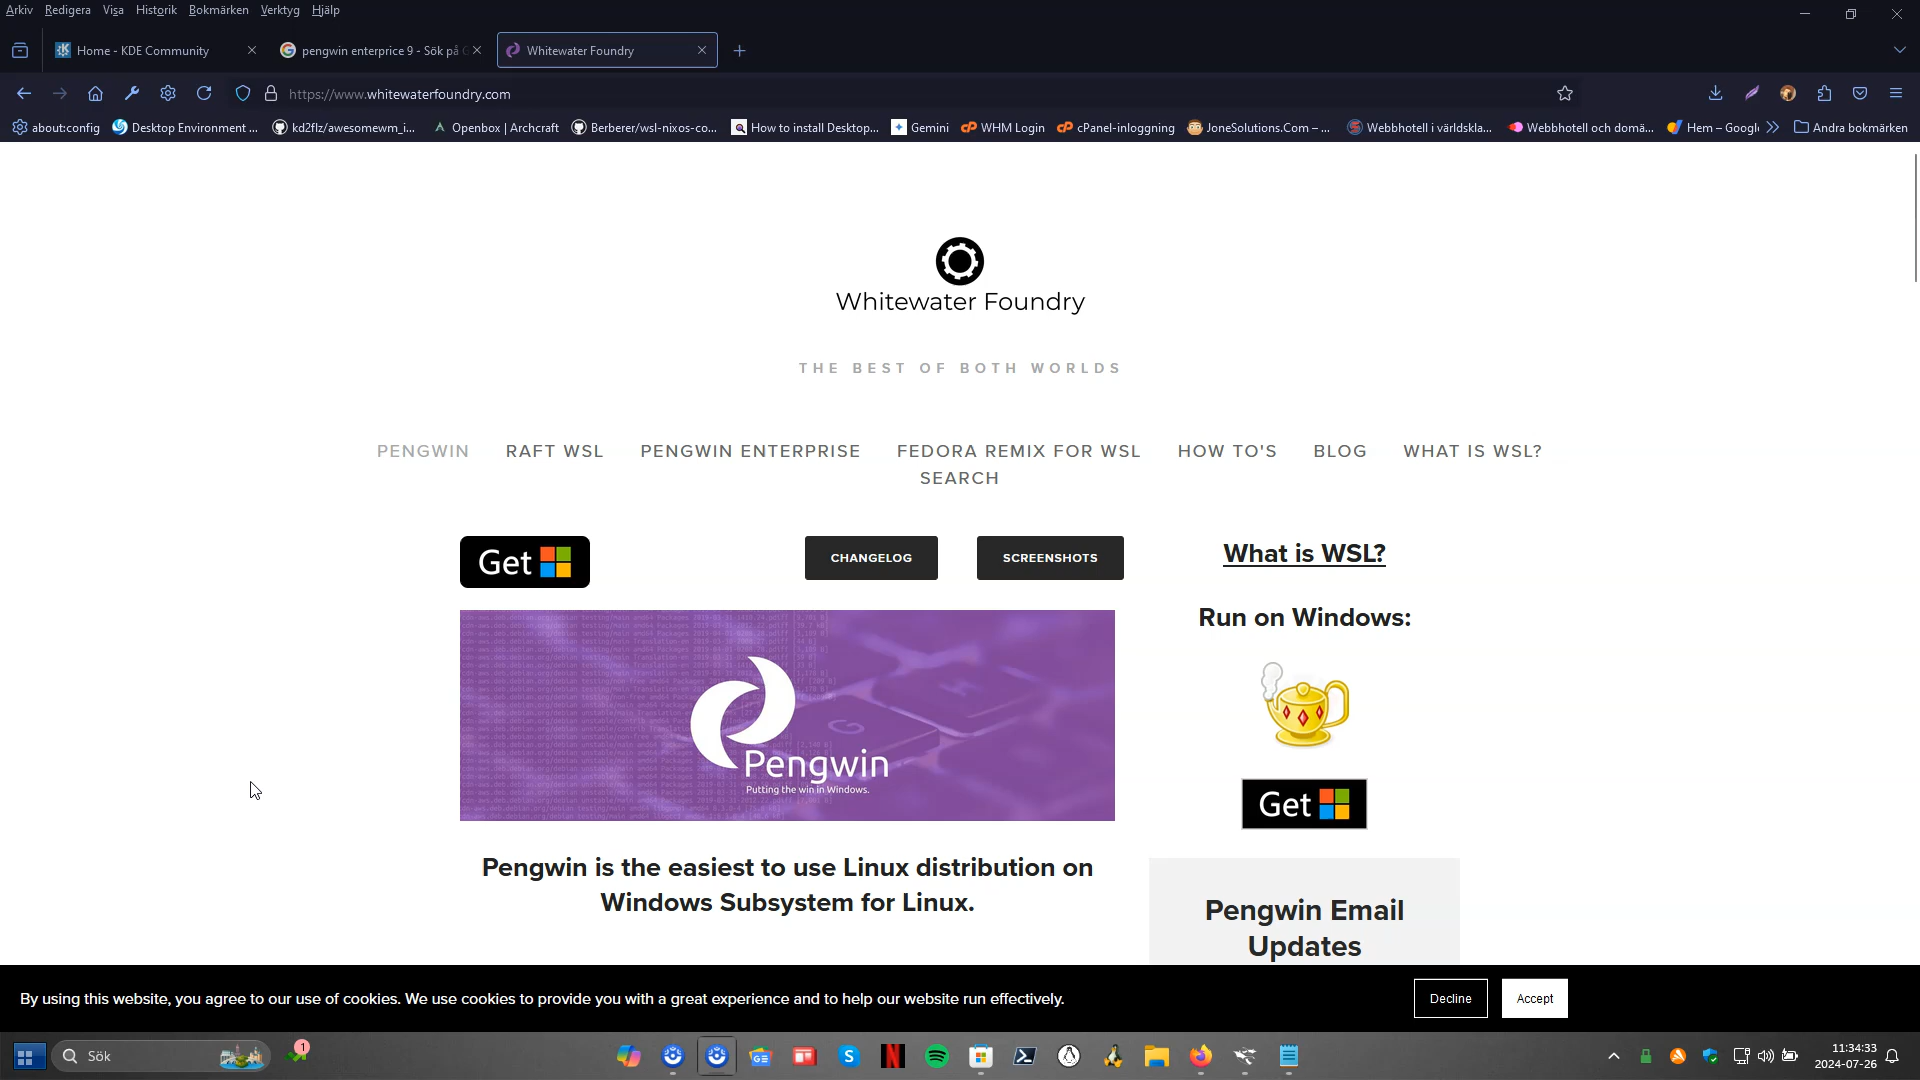 Arkiv Redigera Visa Historik Bokmärken Verktyg Hjälp
Home - KDE Community
pengwin enterprice 9 - Sök på
Whitewater Foundry
https://www.whitewaterfoundry.com
about:config
Desktop Environment ...
kd2flz/awesomewm_i...
Openbox | Archcraft
Berberer/wsl-nixos-co...
How to install Desktop...
Gemini
WHM Login
cPanel-inloggning
JoneSolutions.Com – ...
Webbhotell i världskla...
Webbhotell och domä...
Hem – Google
Andra bokmärken
Whitewater Foundry
THE BEST OF BOTH WORLDS
PENGWIN RAFT WSL PENGWIN ENTERPRISE FEDORA REMIX FOR WSL HOW TO'S BLOG WHAT IS WSL?
SEARCH
Get
CHANGELOG
SCREENSHOTS
What is WSL?
Run on Windows:
Pengwin
Putting the win in Windows.
Get
Pengwin is the easiest to use Linux distribution on
Windows Subsystem for Linux.
Pengwin Email
Updates
By using this website, you agree to our use of cookies. We use cookies to provide you with a great experience and to help our website run effectively.
Decline
Accept
Sök
1
11:34:33
2024-07-26